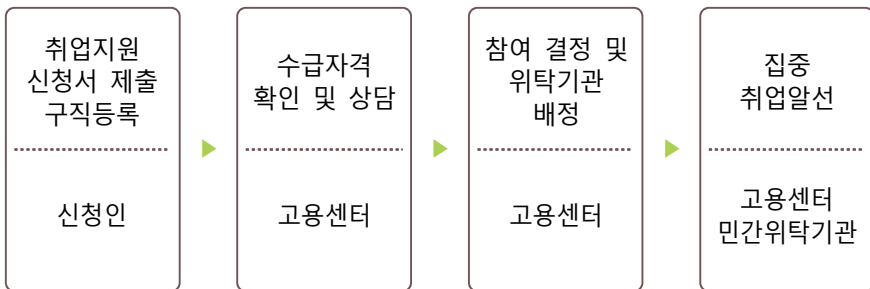 취업지원
신청서 제출
구직등록
신청인
수급자격
확인 및 상담
고용센터
참여 결정 및
위탁기관
배정
고용센터
집중
취업알선
고용센터
민간위탁기관